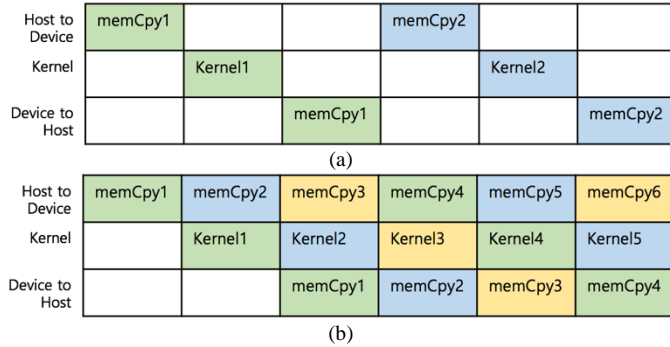 Host to Device memCpy1 memCpy2
Kernel Kernel1 Kernel2
Device to Host memCpy1 memCpy2
(a)
Host to Device memCpy1 memCpy2 memCpy3 memCpy4 memCpy5 memCpy6
Kernel Kernel1 Kernel2 Kernel3 Kernel4 Kernel5
Device to Host memCpy1 memCpy2 memCpy3 memCpy4
(b)